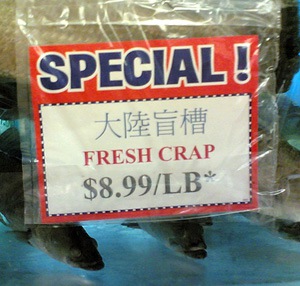 SPECIAL!
大陸盲槽
FRESH CRAP
$8.99/LB*